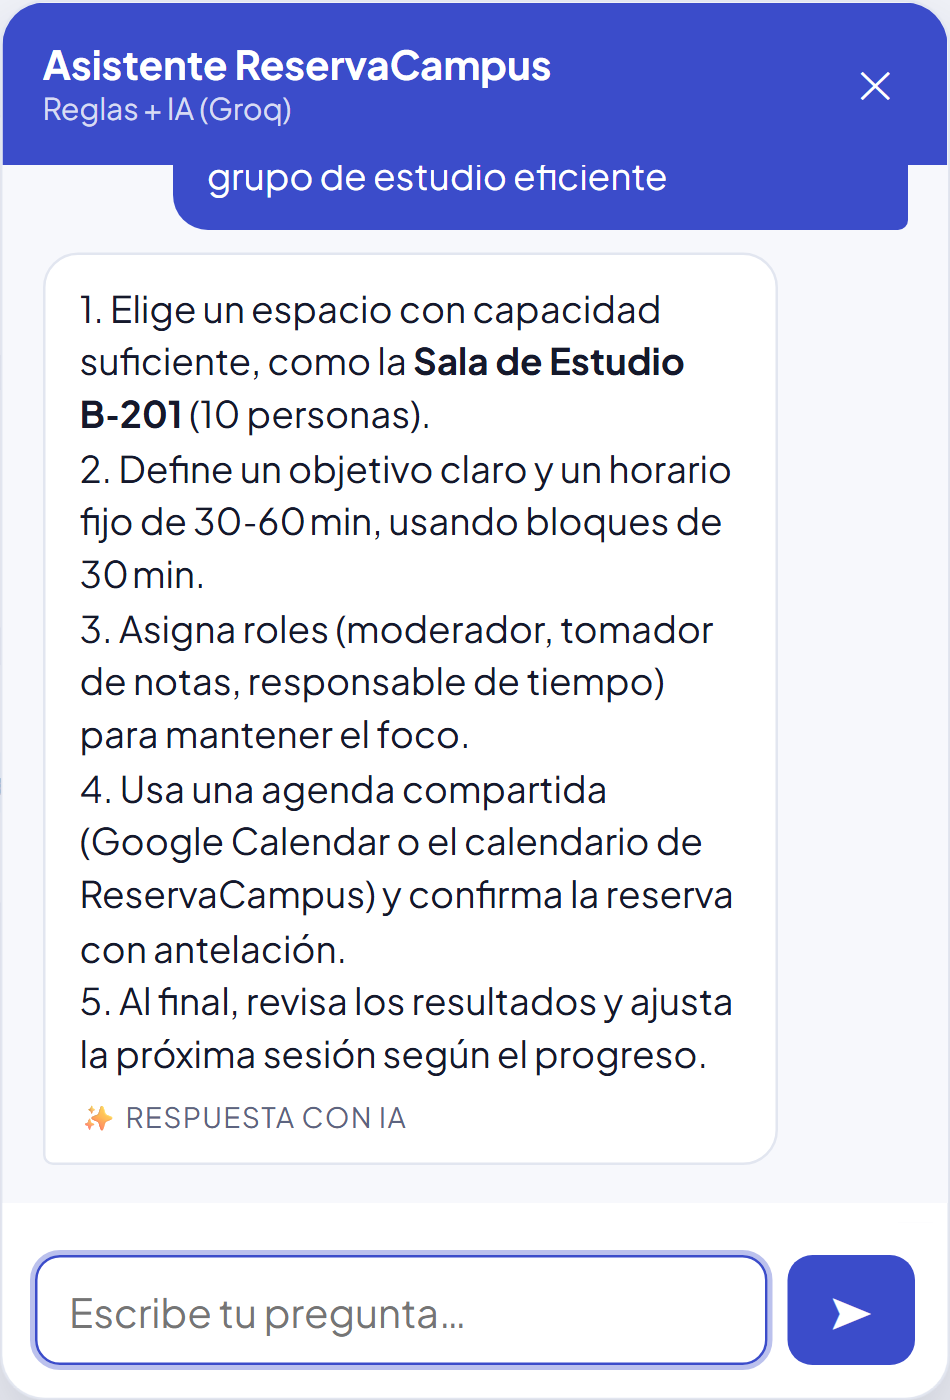 Asistente ReservaCampus
Reglas + IA (Groq)
grupo de estudio eficiente
1. Elige un espacio con capacidad
suficiente, como la Sala de Estudio
B-201 (10 personas).
2. Define un objetivo claro y un horario
fijo de 30-60 min, usando bloques de
30 min.
3. Asigna roles (moderador, tomador
de notas, responsable de tiempo)
para mantener el foco.
4. Usa una agenda compartida
(Google Calendar o el calendario de
ReservaCampus) y confirma la reserva
con antelación.
5. Al final, revisa los resultados y ajusta
la próxima sesión según el progreso.
✨ RESPUESTA CON IA
Escribe tu pregunta...